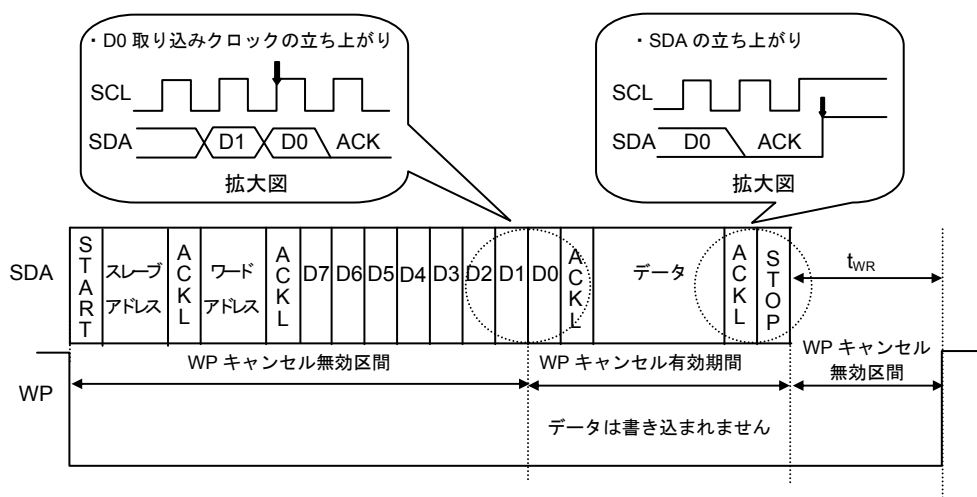 ・D0 取り込みクロックの立ち上がり
SCL
SDA D1 D0 ACK
拡大図
・SDA の立ち上がり
SCL
SDA D0 ACK
拡大図
SDA
START
スレーブ
アドレス
ACKL
ワード
アドレス
ACKL
D7
D6
D5
D4
D3
D2
D1
D0
ACKL
データ
ACKL
STOP
tWR
WP
WP キャンセル無効区間
WP キャンセル有効期間
WP キャンセル
無効区間
データは書き込まれません